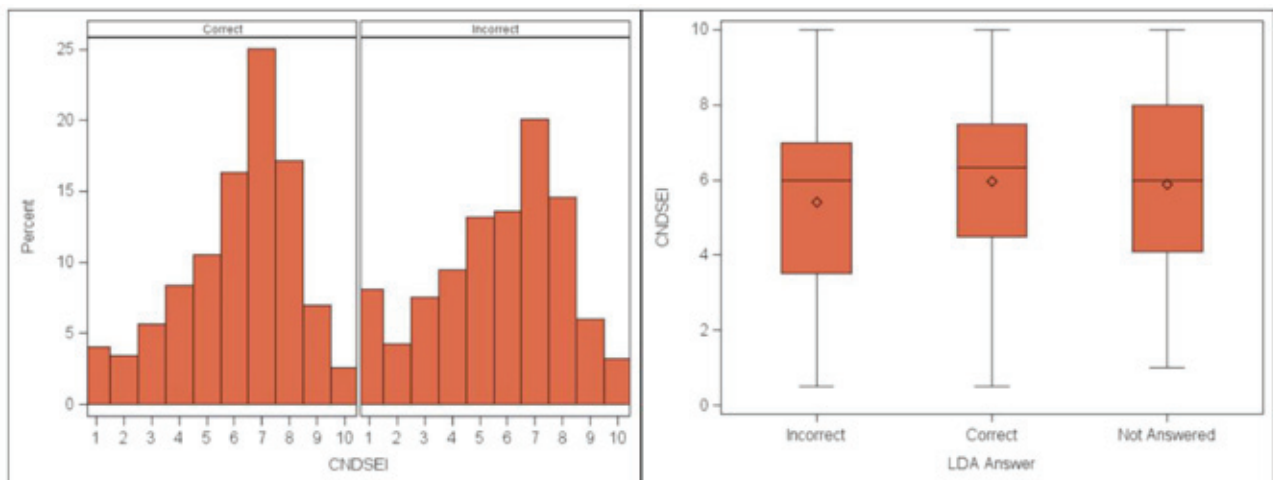 Correct Incorrect
25
20
15
10
5
0
Percent
1 2 3 4 5 6 7 8 9 10 1 2 3 4 5 6 7 8 9 10
CNDSEI
10
8
6
4
2
0
CNDSEI
Incorrect Correct Not Answered
LDA Answer